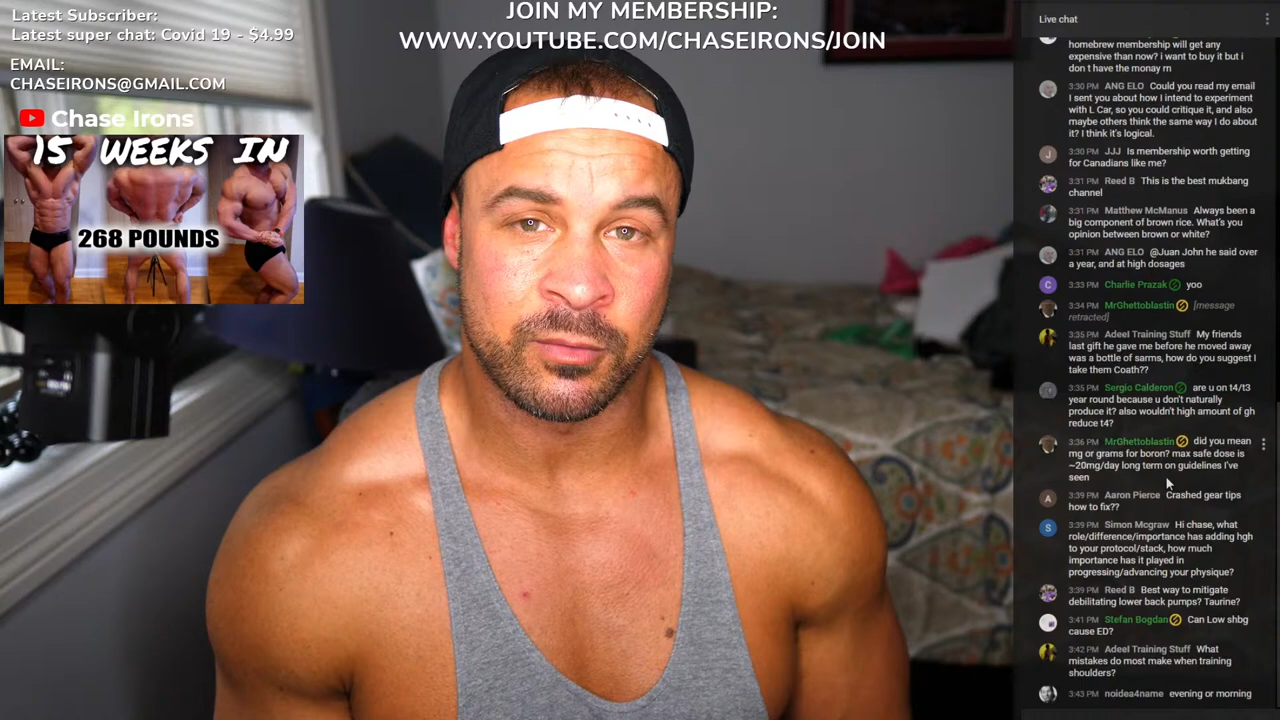 Latest Subscriber:
Latest super chat: Covid 19 - $4.99
EMAIL:
CHASEIRONS@GMAIL.COM
Chase Irons
15 WEEKS IN
268 POUNDS
JOIN MY MEMBERSHIP:
WWW.YOUTUBE.COM/CHASEIRONS/JOIN
Live chat
homebrew membership will get any
expensive than now? i want to buy it but i
don t have the monay rn
3:30 PM ANG ELO Could you read my email
I sent you about how I intend to experiment
with L Car, so you could critique it, and also
maybe others think the same way I do about
it? I think it's logical.
3:30 PM JJJ Is membership worth getting
for Canadians like me?
3:31 PM Reed B This is the best mukbang
channel
3:31 PM Matthew McManus Always been a
big component of brown rice. What's you
opinion between brown or white?
3:31 PM ANG ELO @Juan John he said over
a year, and at high dosages
3:33 PM Charlie Prazak yoo
3:34 PM MrGhettoblastin [message
retracted]
3:35 PM Adeel Training Stuff My friends
last gift he gave me before he moved away
was a bottle of sarms, how do you suggest I
take them Coath??
3:35 PM Sergio Calderon are u on t4/t3
year round because u don't naturally
produce it? also wouldn't high amount of gh
reduce t4?
3:36 PM MrGhettoblastin did you mean
mg or grams for boron? max safe dose is
~20mg/day long term on guidelines I've
seen
3:39 PM Aaron Pierce Crashed gear tips
how to fix??
3:39 PM Simon Mcgraw Hi chase, what
role/difference/importance has adding hgh
to your protocol/stack, how much
importance has it played in
progressing/advancing your physique?
3:39 PM Reed B Best way to mitigate
debilitating lower back pumps? Taurine?
3:41 PM Stefan Bogdan Can Low shbg
cause ED?
3:42 PM Adeel Training Stuff What
mistakes do most make when training
shoulders?
3:43 PM noidea4name evening or morning